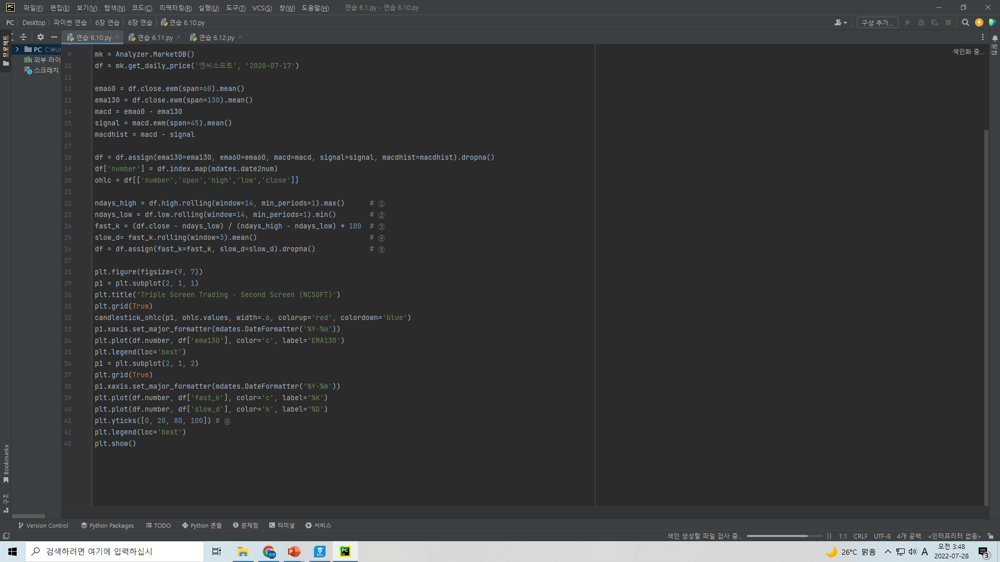 파일(F) 편집(E) 보기(V) 탐색(N) 코드(C) 리팩터링(R) 실행(U) 도구(T) VCS(S) 창(W) 도움말(H) 연습 6.1.py - 연습 6.10.py
PC Desktop 파이썬 연습 6장 연습 6장 연습 연습 6.10.py
구성 추가...
연습 6.10.py 연습 6.11.py 연습 6.12.py
프로젝트
PC C:₩Us
외부 라이
스크래치
색인화 중...
알림
9 mk = Analyzer.MarketDB()
10 df = mk.get_daily_price('엔씨소프트', '2020-07-17')
11
12 ema60 = df.close.ewm(span=60).mean()
13 ema130 = df.close.ewm(span=130).mean()
14 macd = ema60 - ema130
15 signal = macd.ewm(span=45).mean()
16 macdhist = macd - signal
17
18 df = df.assign(ema130=ema130, ema60=ema60, macd=macd, signal=signal, macdhist=macdhist).dropna()
19 df['number'] = df.index.map(mdates.date2num)
20 ohlc = df[['number','open','high','low','close']]
21
22 ndays_high = df.high.rolling(window=14, min_periods=1).max() # ①
23 ndays_low = df.low.rolling(window=14, min_periods=1).min() # ②
24 fast_k = (df.close - ndays_low) / (ndays_high - ndays_low) * 100 # ③
25 slow_d= fast_k.rolling(window=3).mean() # ④
26 df = df.assign(fast_k=fast_k, slow_d=slow_d).dropna() # ⑤
27
28 plt.figure(figsize=(9, 7))
29 p1 = plt.subplot(2, 1, 1)
30 plt.title('Triple Screen Trading - Second Screen (NCSOFT)')
31 plt.grid(True)
32 candlestick_ohlc(p1, ohlc.values, width=.6, colorup='red', colordown='blue')
33 p1.xaxis.set_major_formatter(mdates.DateFormatter('%Y-%m'))
34 plt.plot(df.number, df['ema130'], color='c', label='EMA130')
35 plt.legend(loc='best')
36 p1 = plt.subplot(2, 1, 2)
37 plt.grid(True)
38 p1.xaxis.set_major_formatter(mdates.DateFormatter('%Y-%m'))
39 plt.plot(df.number, df['fast_k'], color='c', label='%K')
40 plt.plot(df.number, df['slow_d'], color='k', label='%D')
41 plt.yticks([0, 20, 80, 100]) # ⑥
42 plt.legend(loc='best')
43 plt.show()
Bookmarks
구조
Version Control Python Packages TODO Python 콘솔 문제점 터미널 서비스
색인 생성할 파일 검사 중... 1:1 CRLF UTF-8 4개 공백 <인터프리터 없음>
검색하려면 여기에 입력하십시 26°C 맑음 A 오전 3:48
2022-07-28 3